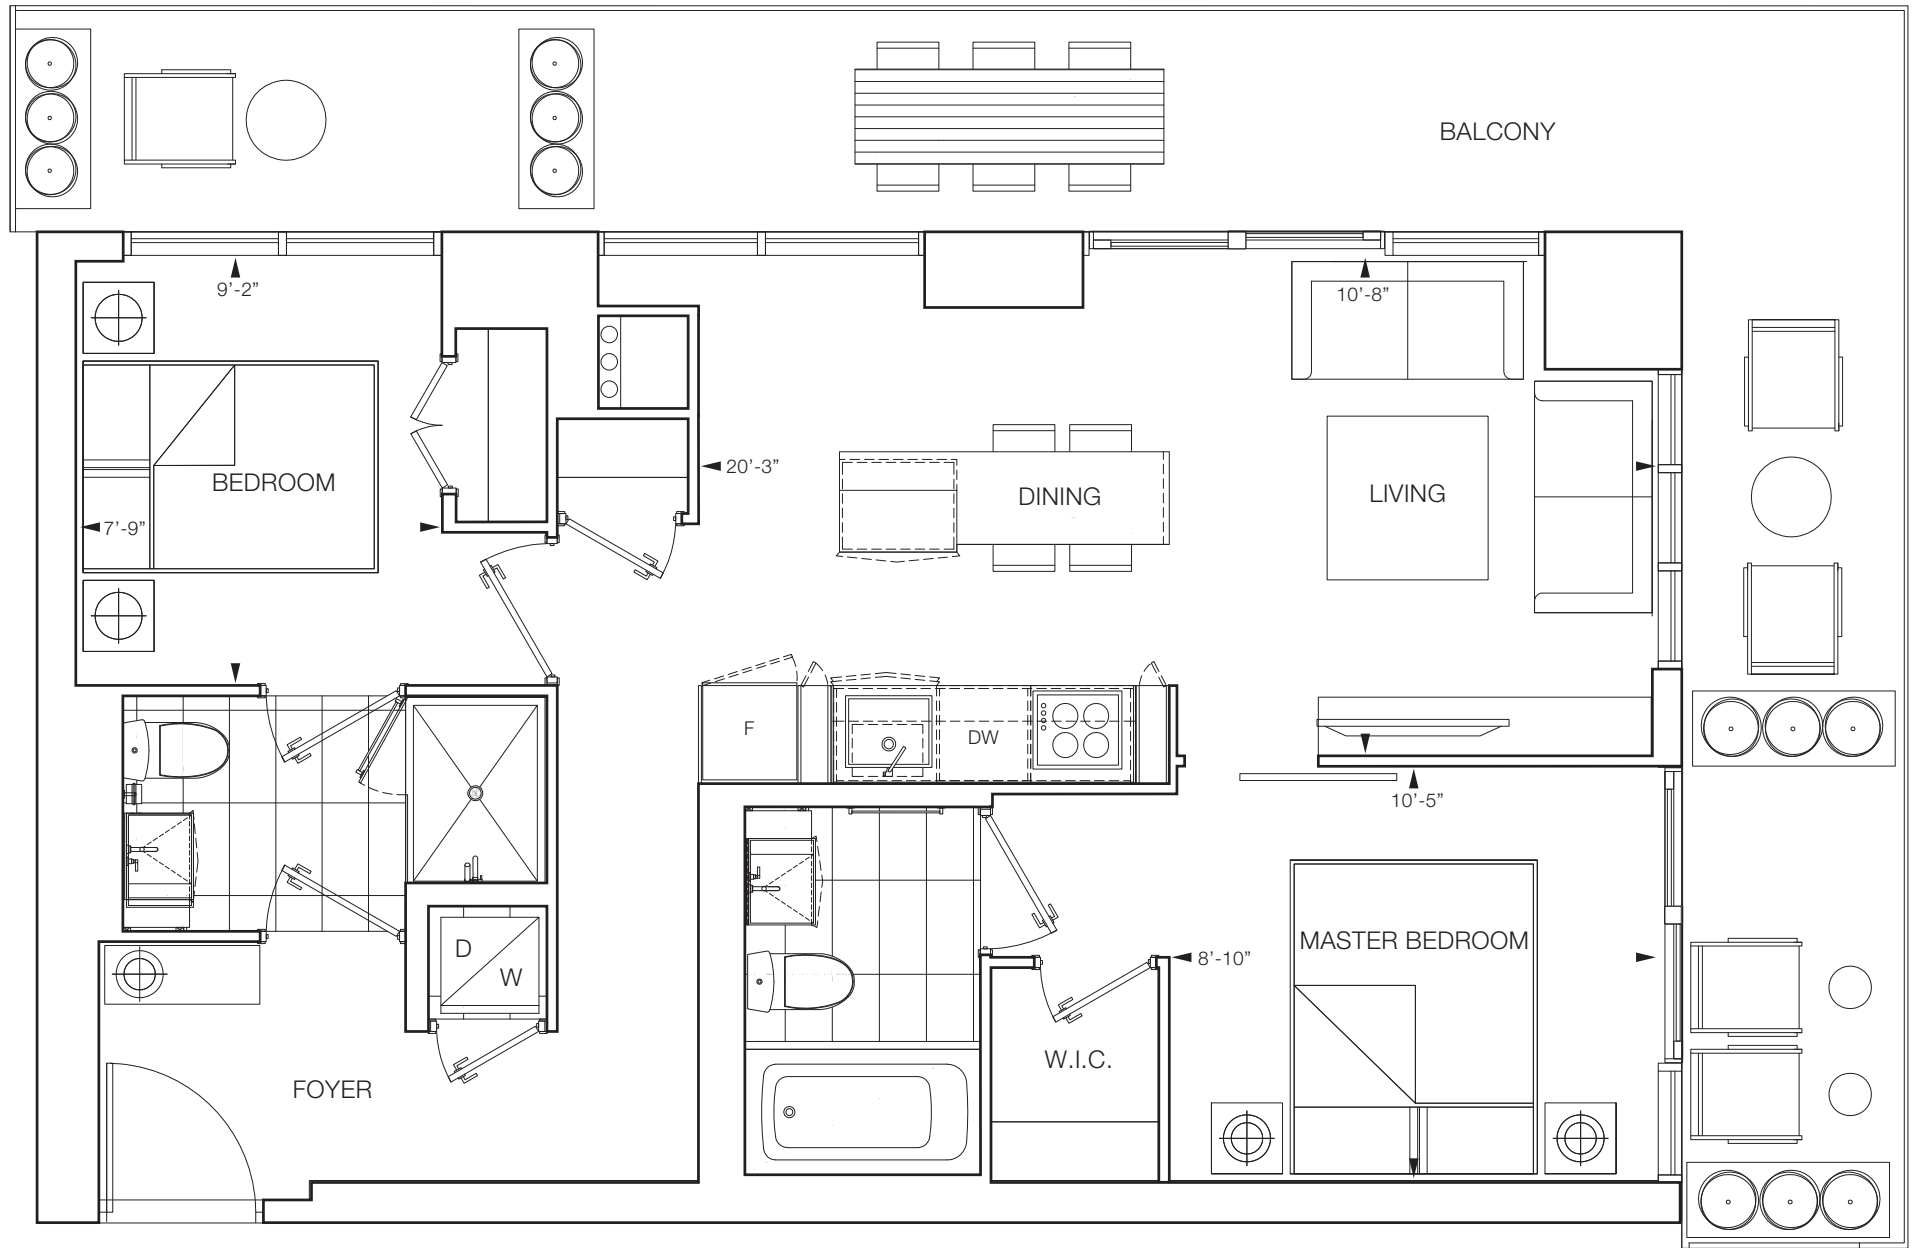 BALCONY
9’-2”
10’-8”
BEDROOM
7’-9”
20’-3”
DINING
LIVING
F
DW
10’-5”
D
W
MASTER BEDROOM
8’-10”
W.I.C.
FOYER